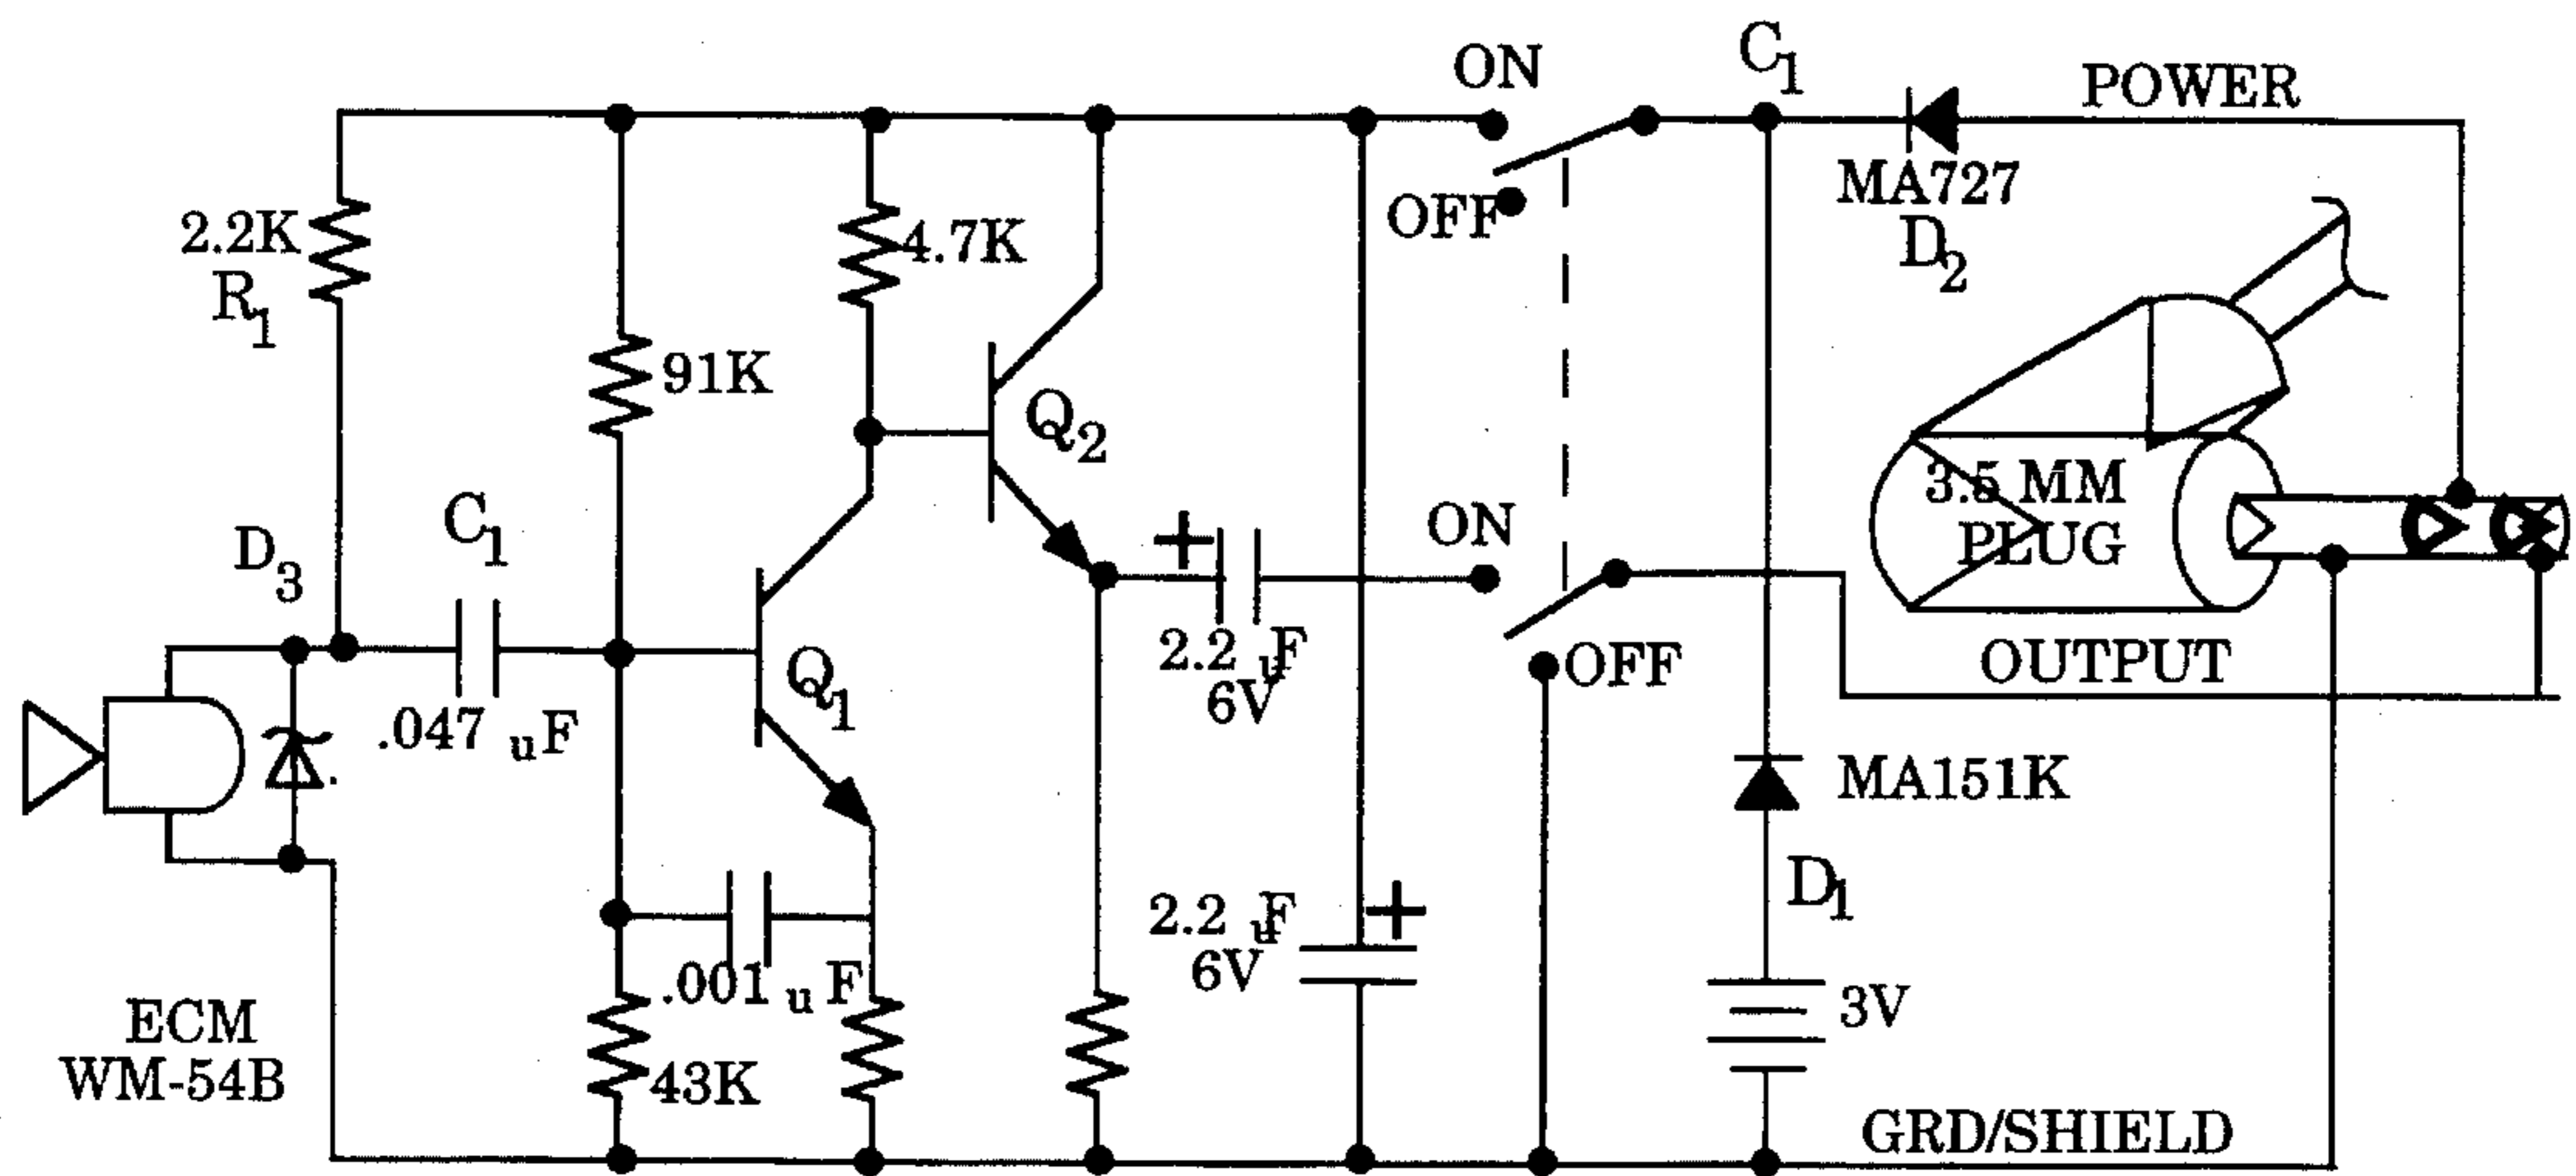 ON
C1
POWER
OFF
MA727
D2
2.2K
R1
4.7K
91K
Q2
3.5 MM
PLUG
C1
D3
ON
+
2.2 uF
6V
OFF
OUTPUT
Q1
.047 uF
MA151K
D1
+
2.2 uF
6V
.001 uF
3V
ECM
WM-54B
43K
GRD/SHIELD